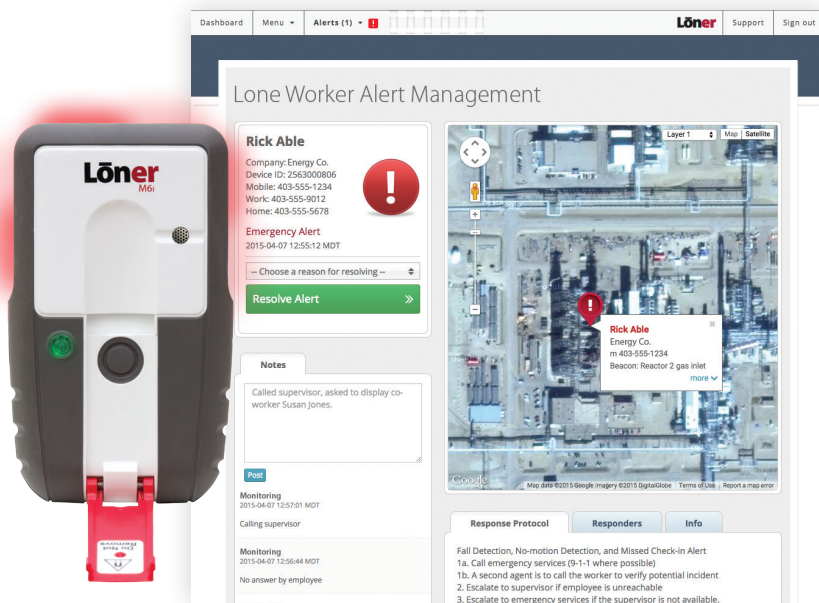 Dashboard
Menu
Alerts (1)
Lōner
Support
Sign out
Lone Worker Alert Management
Rick Able
Company: Energy Co.
Device ID: 2563000806
Mobile: 403-555-1234
Work: 403-555-9012
Home: 403-555-5678
Emergency Alert
2015-04-07 12:55:12 MDT
-- Choose a reason for resolving --
Resolve Alert
Notes
Called supervisor, asked to display co-
worker Susan Jones.
Post
Monitoring
2015-04-07 12:57:01 MDT
Calling supervisor
Monitoring
2015-04-07 12:56:44 MDT
No answer by employee
Layer 1
Map
Satellite
Rick Able
Energy Co.
m 403-555-1234
Beacon: Reactor 2 gas inlet
more
Google
Map data ©2015 Google Imagery ©2015 DigitalGlobe
Terms of Use
Report a map error
Response Protocol
Responders
Info
Fall Detection, No-motion Detection, and Missed Check-in Alert
1a. Call emergency services (9-1-1 where possible)
1b. A second agent is to call the worker to verify potential incident
2. Escalate to supervisor if employee is unreachable
3. Escalate to emergency services if the supervisor is not available.
Lōner
M6i
Do Not
Remove